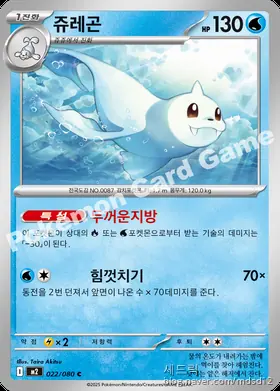 1진화 쥬레곤 HP 130
쥬쥬에서 진화
전국도감 NO.0087 강치포켓몬 키: 1.7 m 몸무게: 120.0 kg
특성 두꺼운지방
이 포켓몬이 상대의 포켓몬으로부터 받는 기술의 데미지는
「-30」이 된다.
힘껏치기 70×
동전을 2번 던져서 앞면이 나온 수 × 70데미지를 준다.
약점 ×2 저항력 후퇴
Illus. Taira Akitsu
m2 022/080 C
©2025 Pokémon/Nintendo/Creatures/GAME FREAK
Pokémon Card Game